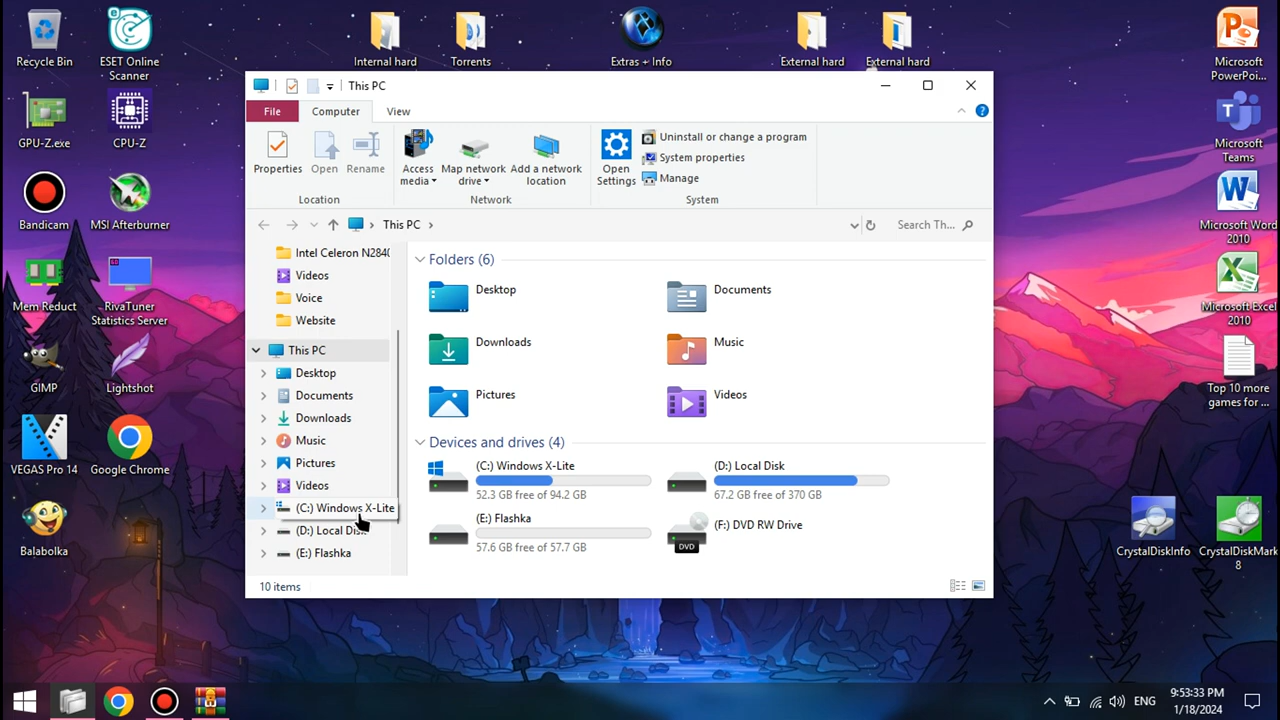 Recycle Bin
ESET Online
Scanner
Internal hard
Torrents
Extras + Info
External hard
External hard
Microsoft
PowerPoi...
GPU-Z.exe
CPU-Z
Microsoft
Teams
Bandicam
MSI Afterburner
Microsoft Word
2010
Mem Reduct
RivaTuner
Statistics Server
Microsoft Excel
2010
GIMP
Lightshot
Top 10 more
games for ...
VEGAS Pro 14
Google Chrome
Balabolka
CrystalDiskInfo
CrystalDiskMark
8
This PC
File
Computer
View
Properties
Open
Rename
Access
media
Map network
drive
Add a network
location
Open
Settings
Uninstall or change a program
System properties
Manage
Location
Network
System
This PC
Search Th...
Intel Celeron N2840
Videos
Voice
Website
This PC
Desktop
Documents
Downloads
Music
Pictures
Videos
(C:) Windows X-Lite
(D:) Local Disk
(E:) Flashka
Folders (6)
Desktop
Documents
Downloads
Music
Pictures
Videos
Devices and drives (4)
(C:) Windows X-Lite
52.3 GB free of 94.2 GB
(D:) Local Disk
67.2 GB free of 370 GB
(E:) Flashka
57.6 GB free of 57.7 GB
(F:) DVD RW Drive
DVD
10 items
ENG
9:53:33 PM
1/18/2024